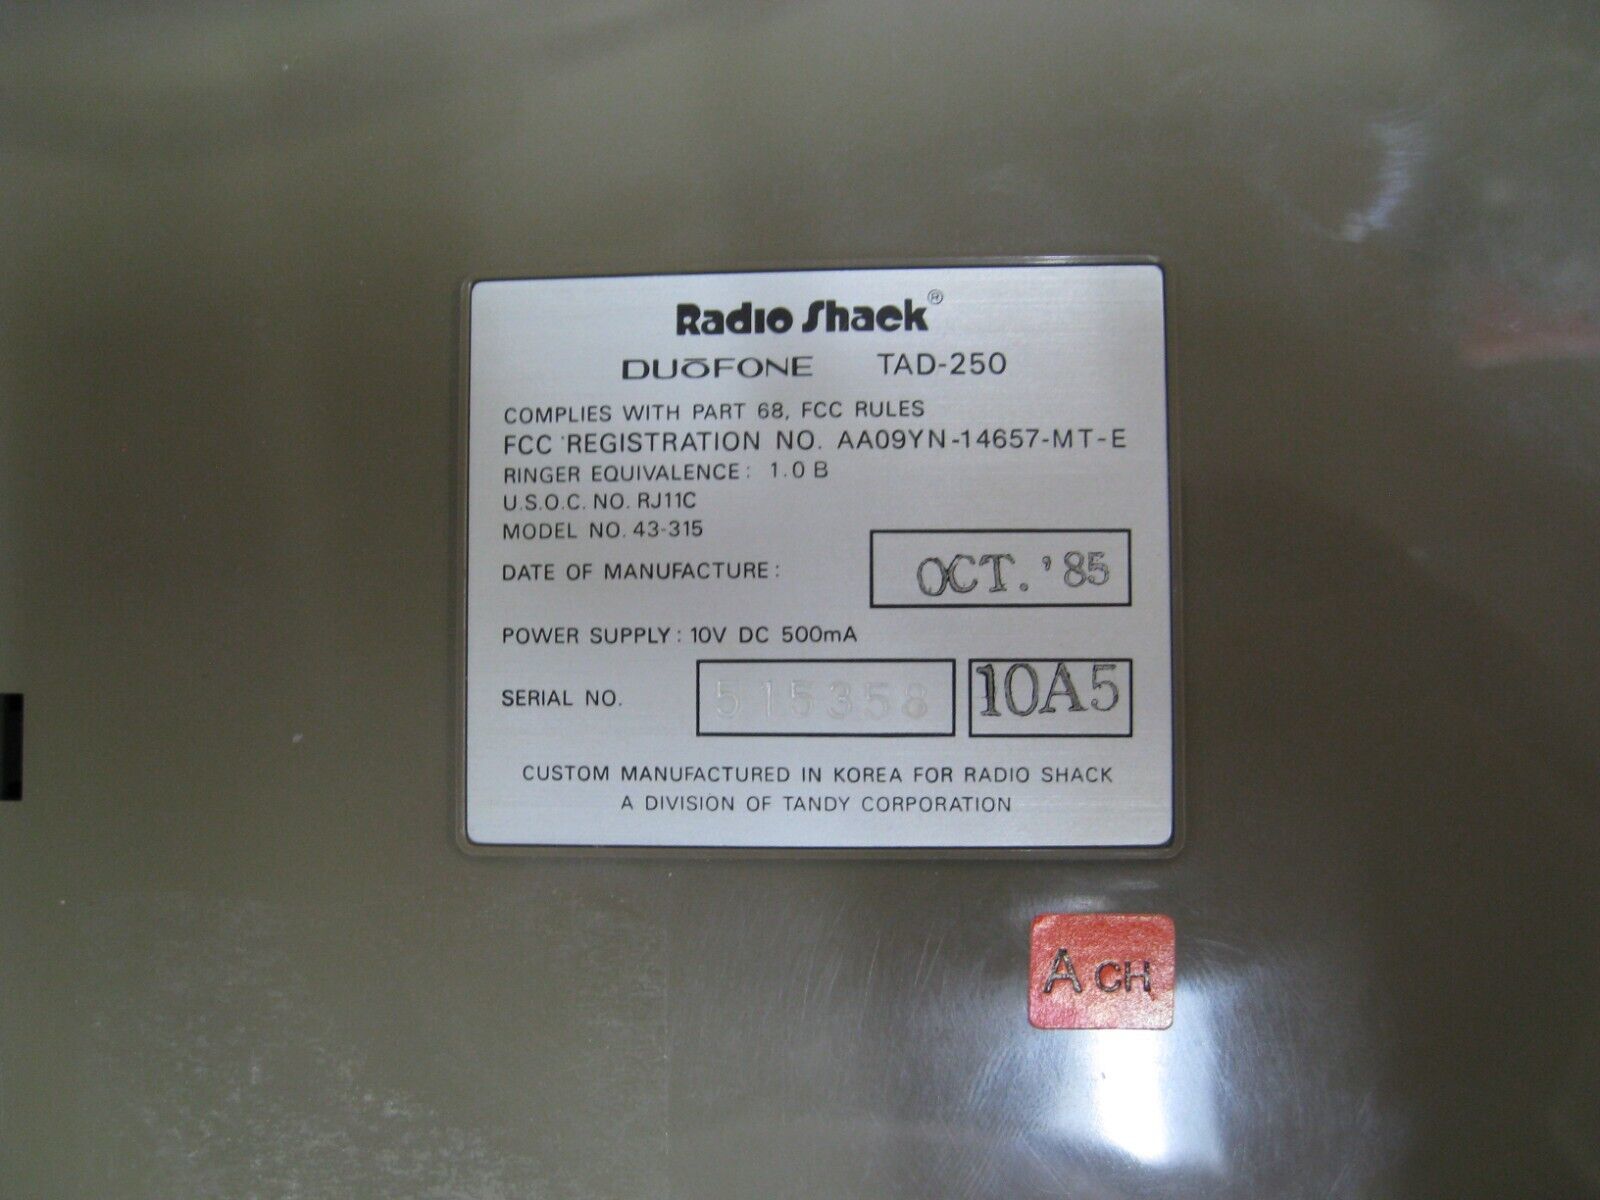 Radio Shack®
DUōFONE TAD-250
COMPLIES WITH PART 68, FCC RULES
FCC REGISTRATION NO. AA09YN-14657-MT-E
RINGER EQUIVALENCE: 1.0 B
U.S.O.C. NO. RJ11C
MODEL NO. 43-315
DATE OF MANUFACTURE: OCT. '85
POWER SUPPLY: 10V DC 500mA
SERIAL NO. 515358 10A5
CUSTOM MANUFACTURED IN KOREA FOR RADIO SHACK
A DIVISION OF TANDY CORPORATION
A CH